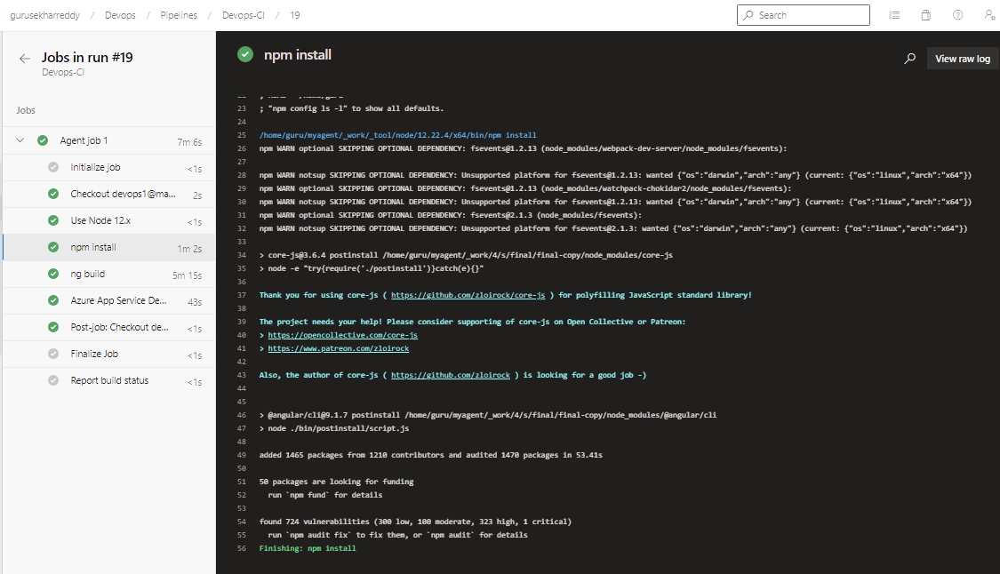 gurusekharreddy / Devops / Pipelines / Devops-CI / 19
Search
Jobs in run #19
Devops-CI
Jobs
Agent job 1 7m 6s
Initialize job <1s
Checkout devops1@ma... 2s
Use Node 12.x <1s
npm install 1m 2s
ng build 5m 15s
Azure App Service De... 43s
Post-job: Checkout de... <1s
Finalize Job <1s
Report build status <1s
npm install
View raw log
23 ; "npm config ls -l" to show all defaults.
24
25 /home/guru/myagent/_work/_tool/node/12.22.4/x64/bin/npm install
26 npm WARN optional SKIPPING OPTIONAL DEPENDENCY: fsevents@1.2.13 (node_modules/webpack-dev-server/node_modules/fsevents):
27
28 npm WARN notsup SKIPPING OPTIONAL DEPENDENCY: Unsupported platform for fsevents@1.2.13: wanted {"os":"darwin","arch":"any"} (current: {"os":"linux","arch":"x64"})
29 npm WARN optional SKIPPING OPTIONAL DEPENDENCY: fsevents@1.2.13 (node_modules/watchpack-chokidar2/node_modules/fsevents):
30 npm WARN notsup SKIPPING OPTIONAL DEPENDENCY: Unsupported platform for fsevents@1.2.13: wanted {"os":"darwin","arch":"any"} (current: {"os":"linux","arch":"x64"})
31 npm WARN optional SKIPPING OPTIONAL DEPENDENCY: fsevents@2.1.3 (node_modules/fsevents):
32 npm WARN notsup SKIPPING OPTIONAL DEPENDENCY: Unsupported platform for fsevents@2.1.3: wanted {"os":"darwin","arch":"any"} (current: {"os":"linux","arch":"x64"})
33
34 > core-js@3.6.4 postinstall /home/guru/myagent/_work/4/s/final/final-copy/node_modules/core-js
35 > node -e "try{require('./postinstall')}catch(e){}"
36
37 Thank you for using core-js ( https://github.com/zloirock/core-js ) for polyfilling JavaScript standard library!
38
39 The project needs your help! Please consider supporting of core-js on Open Collective or Patreon:
40 > https://opencollective.com/core-js
41 > https://www.patreon.com/zloirock
42
43 Also, the author of core-js ( https://github.com/zloirock ) is looking for a good job -)
44
45
46 > @angular/cli@9.1.7 postinstall /home/guru/myagent/_work/4/s/final/final-copy/node_modules/@angular/cli
47 > node ./bin/postinstall/script.js
48
49 added 1465 packages from 1210 contributors and audited 1470 packages in 53.41s
50
51 50 packages are looking for funding
52 run `npm fund` for details
53
54 found 724 vulnerabilities (300 low, 100 moderate, 323 high, 1 critical)
55 run `npm audit fix` to fix them, or `npm audit` for details
56 Finishing: npm install